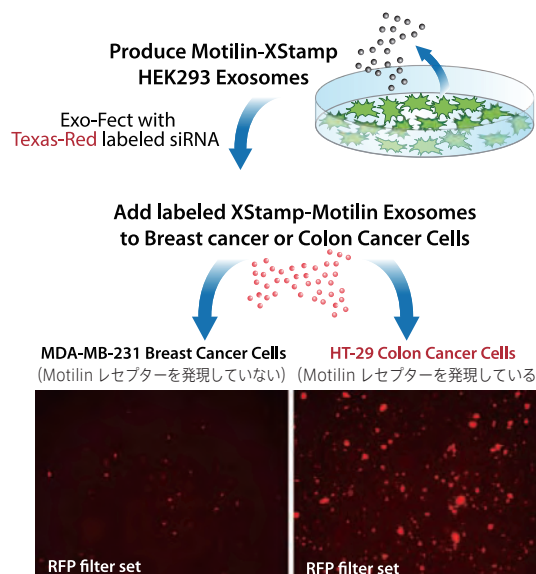 Produce Motilin-XStamp
HEK293 Exosomes
Exo-Fect with
Texas-Red labeled siRNA
Add labeled XStamp-Motilin Exosomes
to Breast cancer or Colon Cancer Cells
MDA-MB-231 Breast Cancer Cells
(Motilin レセプターを発現していない)
HT-29 Colon Cancer Cells
(Motilin レセプターを発現している
RFP filter set
RFP filter set